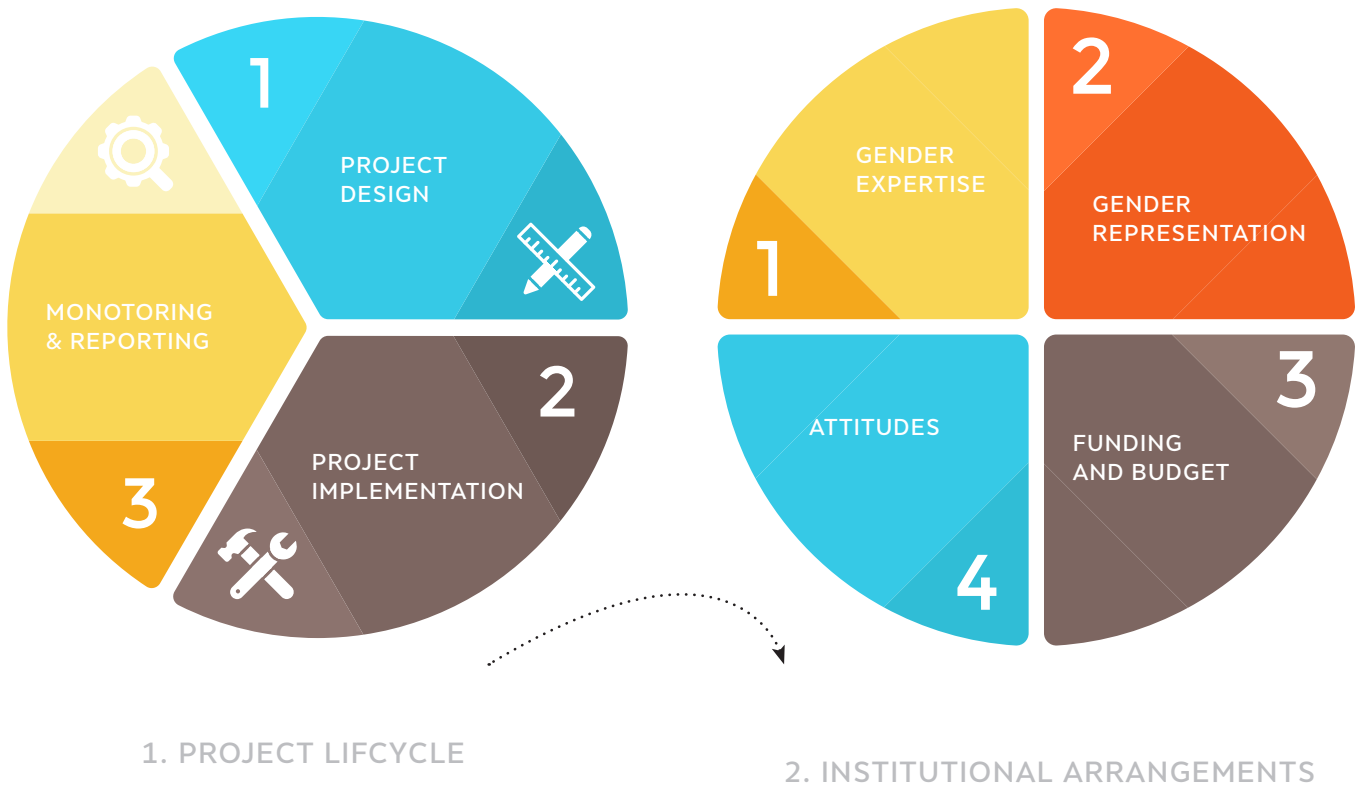 1
PROJECT
DESIGN
2
PROJECT
IMPLEMENTATION
3
MONOTORING
& REPORTING
1. PROJECT LIFCYCLE
1
GENDER
EXPERTISE
2
GENDER
REPRESENTATION
3
FUNDING
AND BUDGET
4
ATTITUDES
2. INSTITUTIONAL ARRANGEMENTS